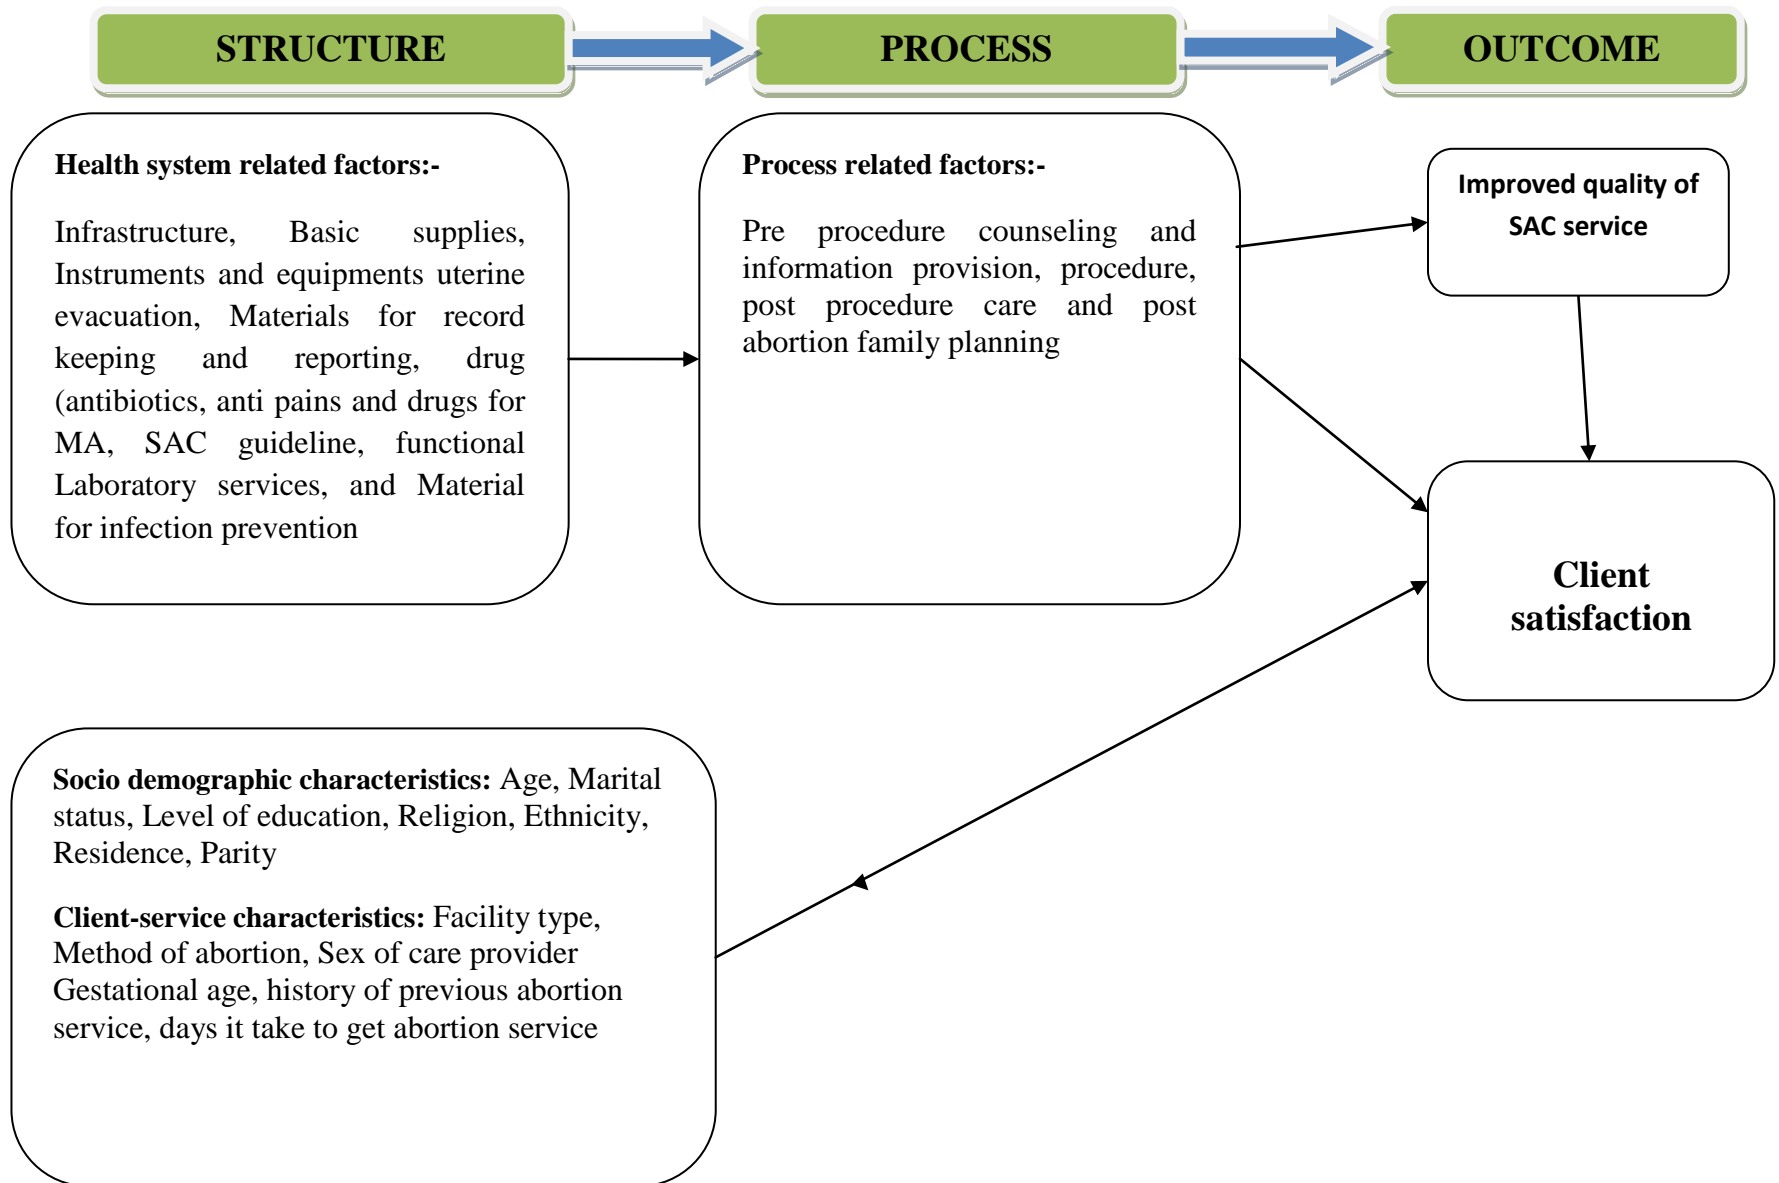 STRUCTURE
PROCESS
OUTCOME
Health system related factors:-
Infrastructure, Basic supplies,
Instruments and equipments uterine
evacuation, Materials for record
keeping and reporting, drug
(antibiotics, anti pains and drugs for
MA, SAC guideline, functional
Laboratory services, and Material
for infection prevention
Process related factors:-
Pre procedure counseling and
information provision, procedure,
post procedure care and post
abortion family planning
Improved quality of
SAC service
Client
satisfaction
Socio demographic characteristics: Age, Marital
status, Level of education, Religion, Ethnicity,
Residence, Parity
Client-service characteristics: Facility type,
Method of abortion, Sex of care provider
Gestational age, history of previous abortion
service, days it take to get abortion service